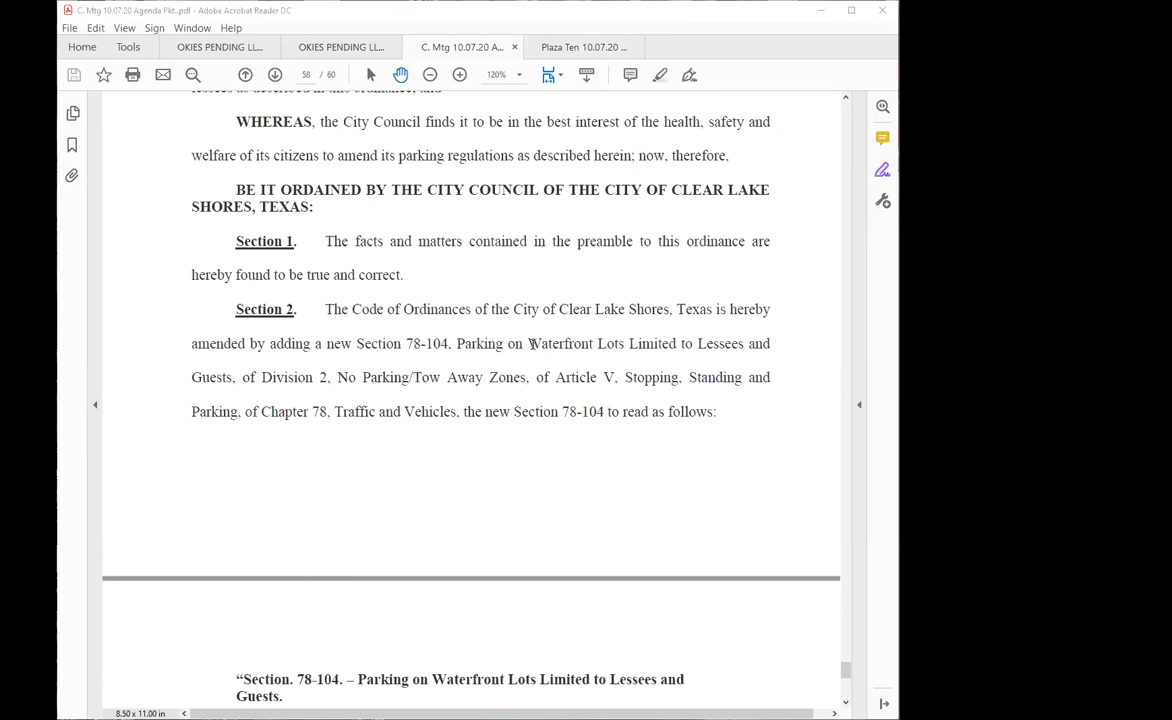 C. Mtg 10.07.20 Agenda Pkt..pdf - Adobe Acrobat Reader DC
File Edit View Sign Window Help
Home Tools OKIES PENDING LL... OKIES PENDING LL... C. Mtg 10.07.20 A... × Plaza Ten 10.07.20 ...
58 / 60 120%
WHEREAS, the City Council finds it to be in the best interest of the health, safety and
welfare of its citizens to amend its parking regulations as described herein; now, therefore,
BE IT ORDAINED BY THE CITY COUNCIL OF THE CITY OF CLEAR LAKE
SHORES, TEXAS:
Section 1. The facts and matters contained in the preamble to this ordinance are
hereby found to be true and correct.
Section 2. The Code of Ordinances of the City of Clear Lake Shores, Texas is hereby
amended by adding a new Section 78-104, Parking on Waterfront Lots Limited to Lessees and
Guests, of Division 2, No Parking/Tow Away Zones, of Article V, Stopping, Standing and
Parking, of Chapter 78, Traffic and Vehicles, the new Section 78-104 to read as follows:
“Section. 78-104. – Parking on Waterfront Lots Limited to Lessees and
Guests.
8.50 x 11.00 in